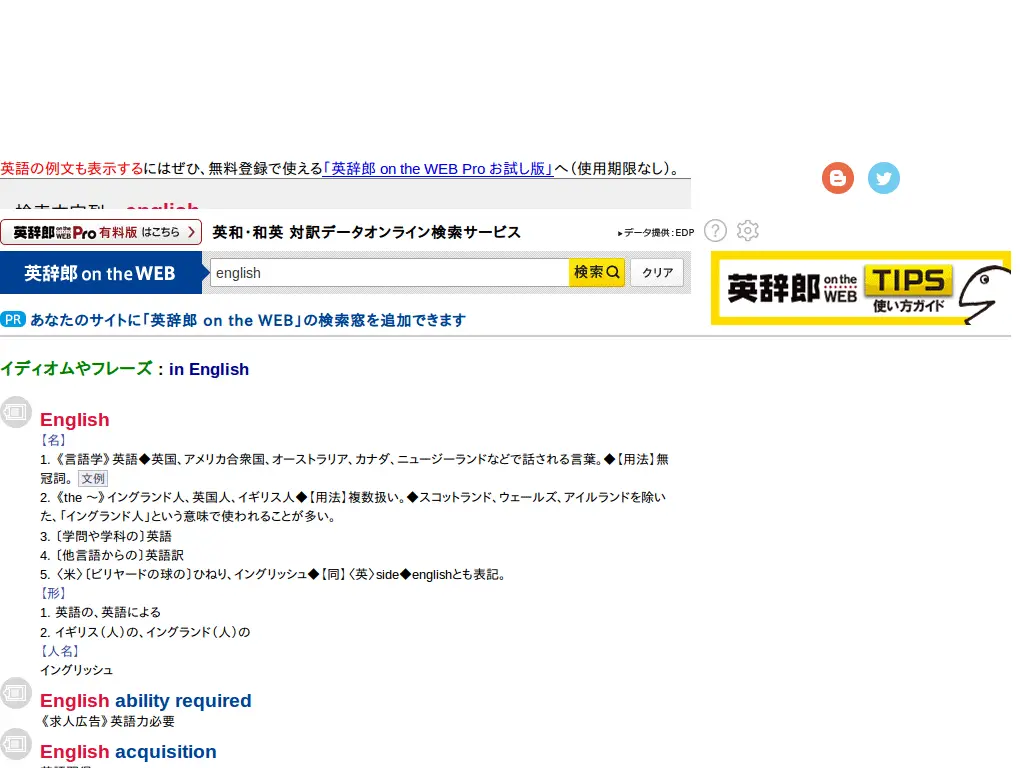 英語の例文も表示するにはぜひ、無料登録で使える「英辞郎 on the WEB Pro お試し版」へ（使用期限なし）。
英辞郎 on the WEB Pro 有料版 はこちら
英和・和英 対訳データオンライン検索サービス
データ提供：EDP
英辞郎 on the WEB
english
検索
クリア
英辞郎 on the WEB TIPS 使い方ガイド
PR あなたのサイトに「英辞郎 on the WEB」の検索窓を追加できます
イディオムやフレーズ : in English
English
【名】
1. 《言語学》英語◆英国、アメリカ合衆国、オーストラリア、カナダ、ニュージーランドなどで話される言葉。◆【用法】無
冠詞。 文例
2. 《the ～》イングランド人、英国人、イギリス人◆【用法】複数扱い。◆スコットランド、ウェールズ、アイルランドを除い
た、「イングランド人」という意味で使われることが多い。
3. 〔学問や学科の〕英語
4. 〔他言語からの〕英語訳
5. 〈米〉〔ビリヤードの球の〕ひねり、イングリッシュ◆【同】〈英〉side◆englishとも表記。
【形】
1. 英語の、英語による
2. イギリス（人）の、イングランド（人）の
【人名】
イングリッシュ
English ability required
《求人広告》英語力必要
English acquisition